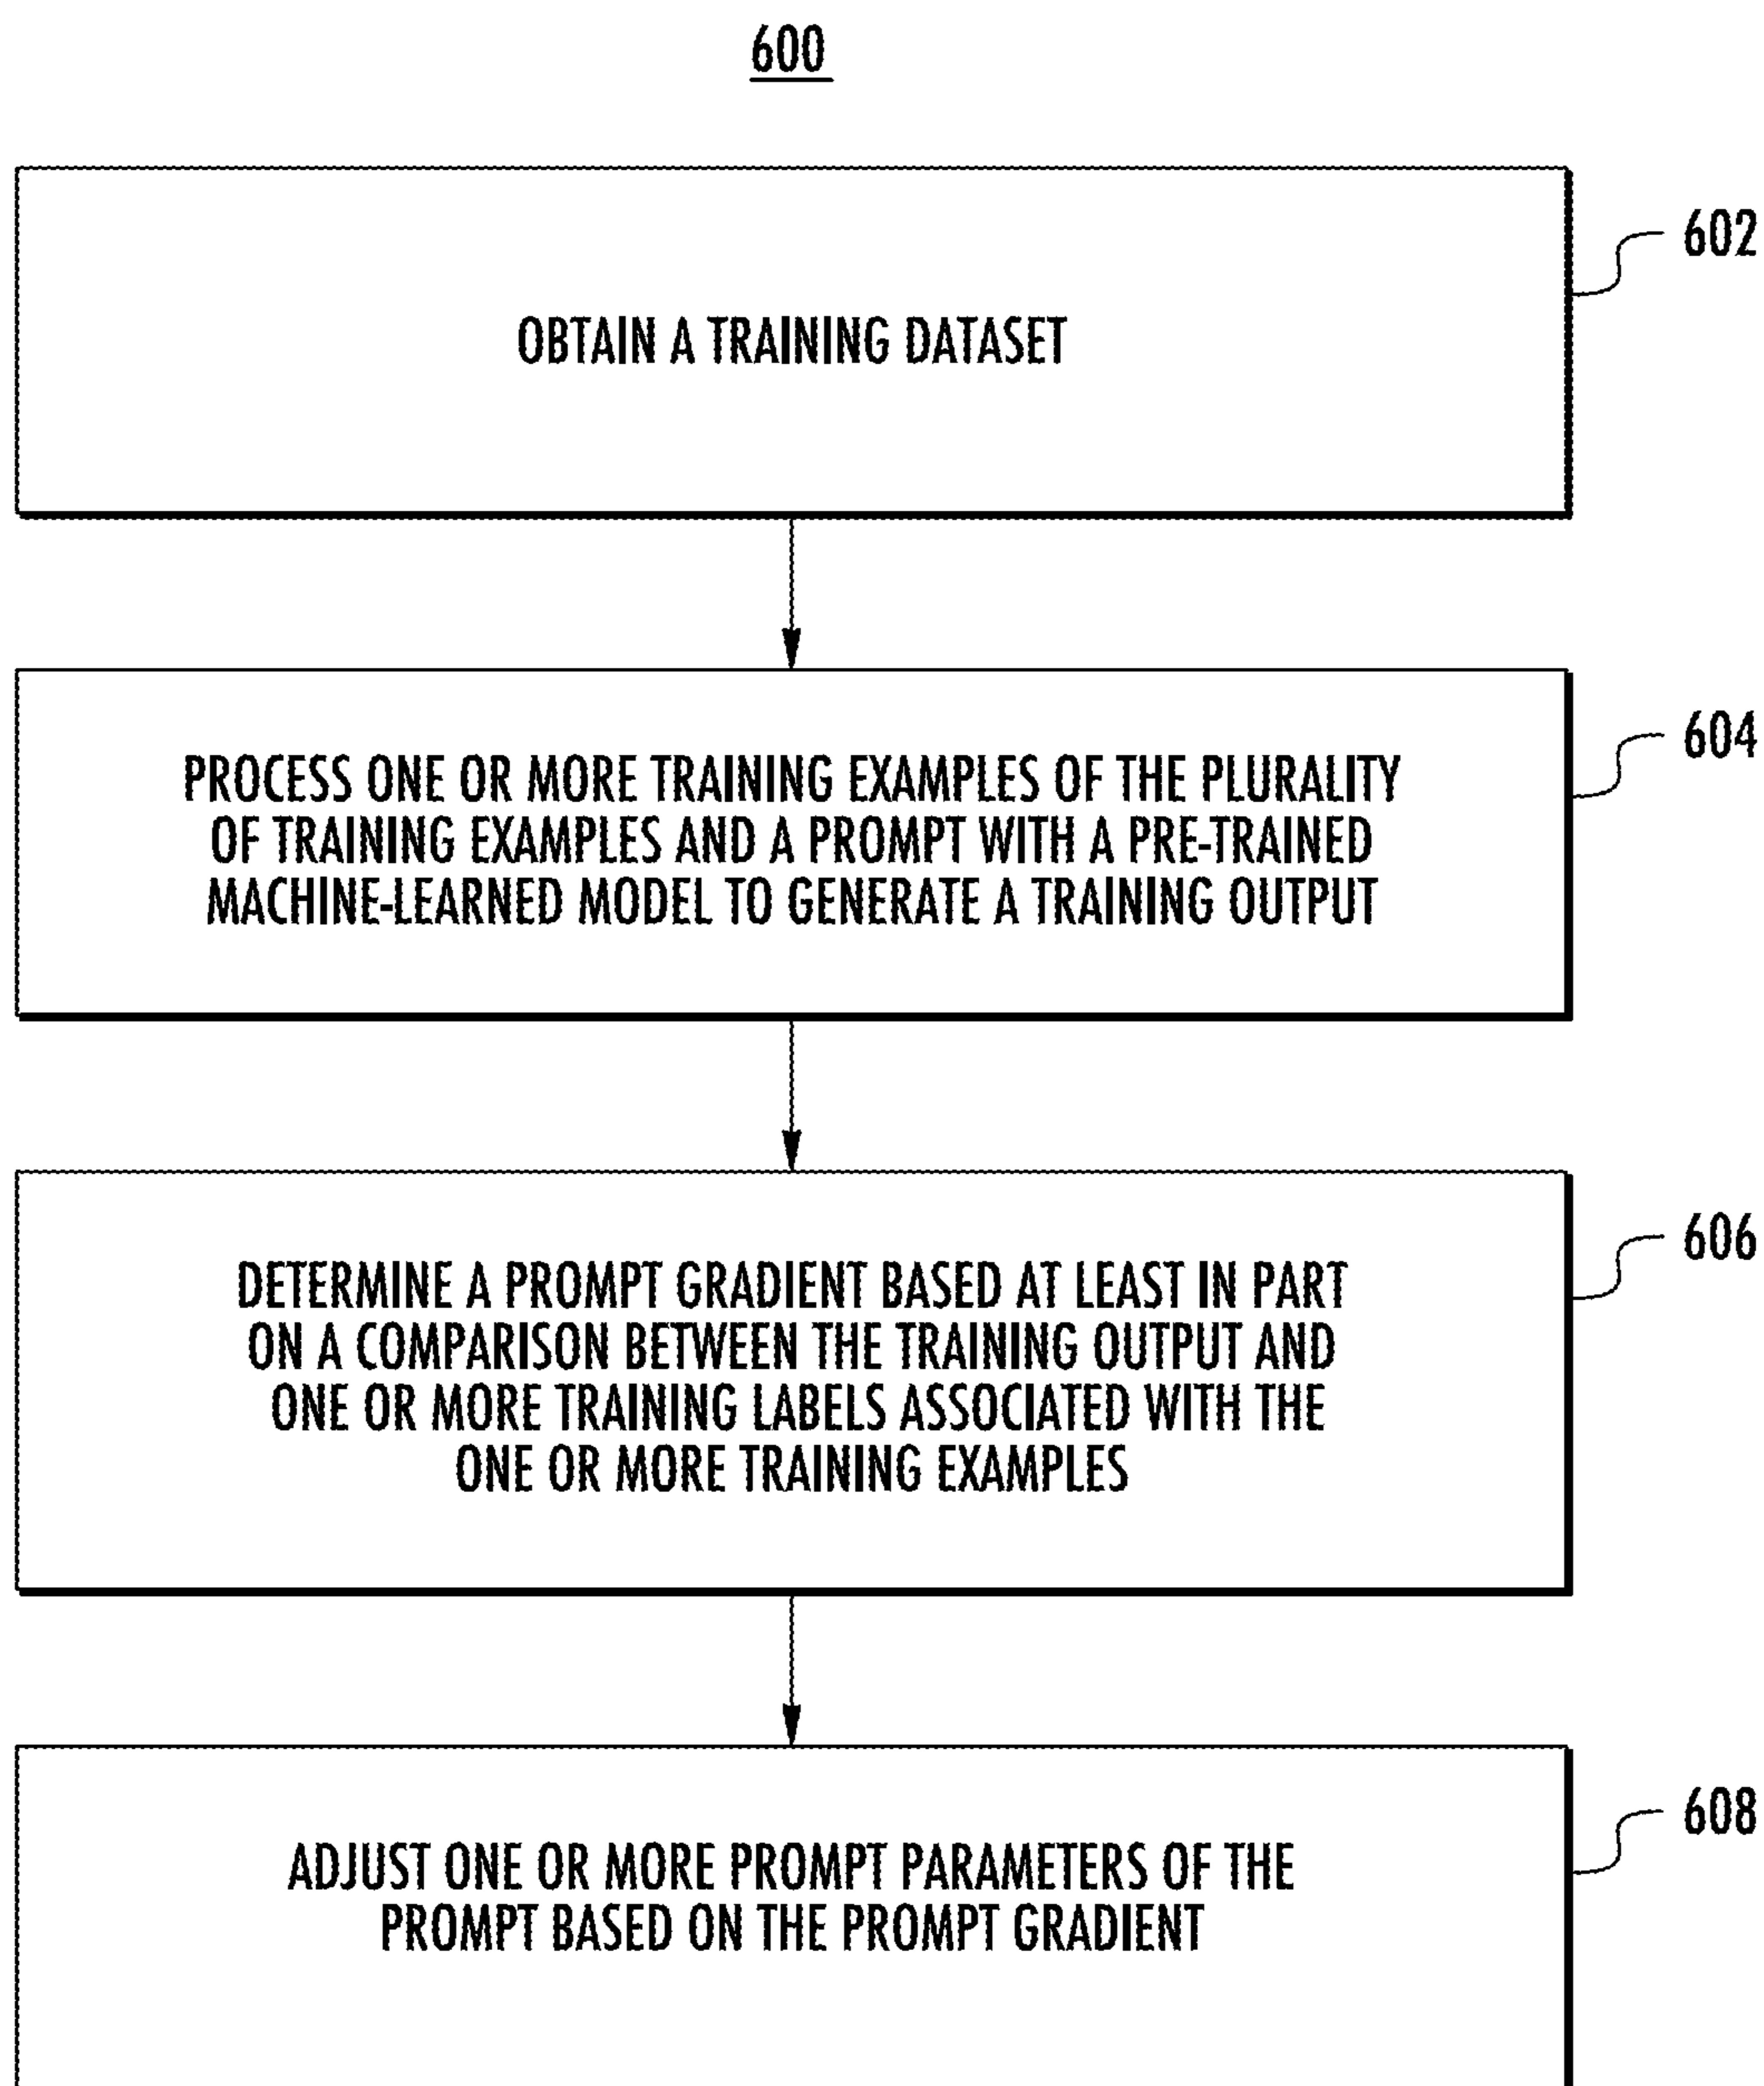 600
OBTAIN A TRAINING DATASET
602
PROCESS ONE OR MORE TRAINING EXAMPLES OF THE PLURALITY
OF TRAINING EXAMPLES AND A PROMPT WITH A PRE-TRAINED
MACHINE-LEARNED MODEL TO GENERATE A TRAINING OUTPUT
604
DETERMINE A PROMPT GRADIENT BASED AT LEAST IN PART
ON A COMPARISON BETWEEN THE TRAINING OUTPUT AND
ONE OR MORE TRAINING LABELS ASSOCIATED WITH THE
ONE OR MORE TRAINING EXAMPLES
606
ADJUST ONE OR MORE PROMPT PARAMETERS OF THE
PROMPT BASED ON THE PROMPT GRADIENT
608